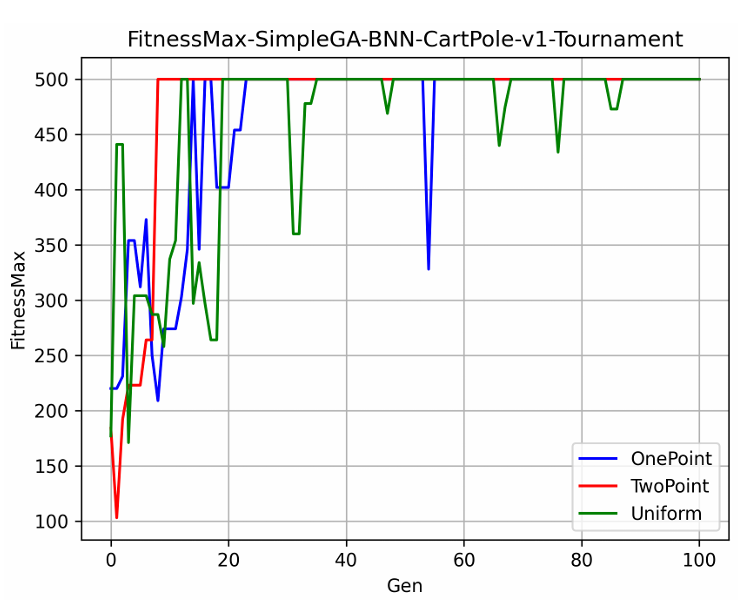 FitnessMax-SimpleGA-BNN-CartPole-v1-Tournament
500
450
400
350
300
250
200
150
100
FitnessMax
OnePoint
TwoPoint
Uniform
0 20 40 60 80 100
Gen